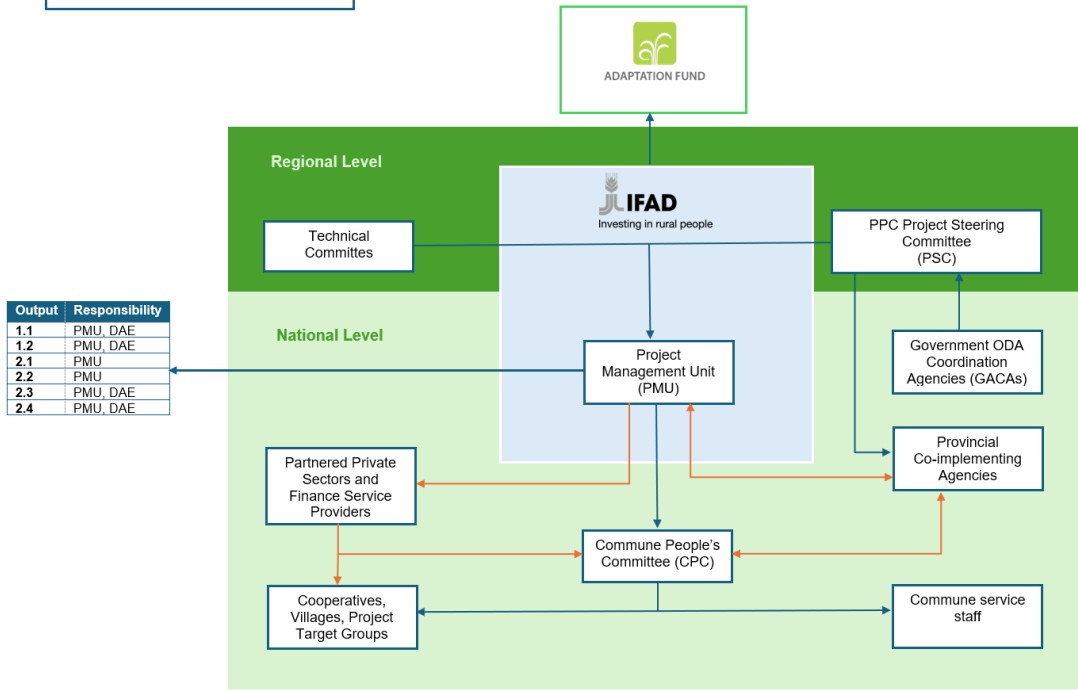 ADAPTATION FUND
Regional Level
IFAD
Investing in rural people
Technical
Committes
PPC Project Steering
Committee
(PSC)
Output Responsibility
1.1 PMU, DAE
1.2 PMU, DAE
2.1 PMU
2.2 PMU
2.3 PMU, DAE
2.4 PMU, DAE
National Level
Project
Management Unit
(PMU)
Government ODA
Coordination
Agencies (GACAs)
Partnered Private
Sectors and
Finance Service
Providers
Provincial
Co-implementing
Agencies
Commune People's
Committee (CPC)
Cooperatives,
Villages, Project
Target Groups
Commune service
staff